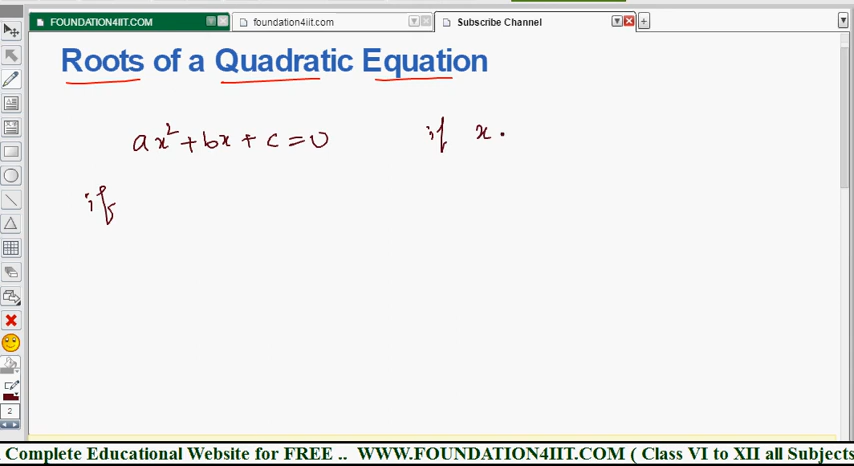 FOUNDATION4IIT.COM
foundation4iit.com
Subscribe Channel
Roots of a Quadratic Equation
ax²+bx+c=0 if x.
if
2
Complete Educational Website for FREE .. WWW.FOUNDATION4IIT.COM ( Class VI to XII all Subjects